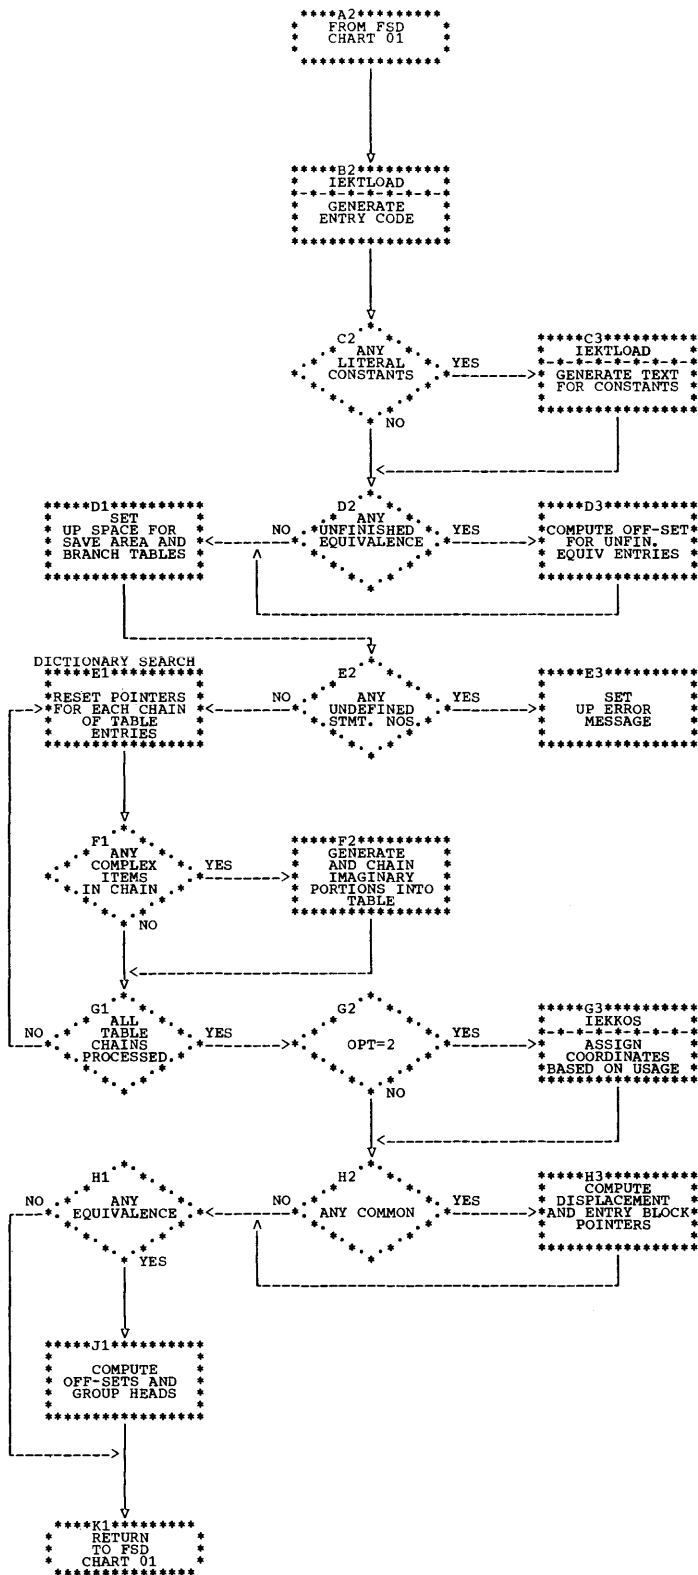 A2
FROM FSD
CHART 01
B2
IEKTLOAD
GENERATE
ENTRY CODE
C2
ANY
LITERAL
CONSTANTS
YES
NO
C3
IEKTLOAD
GENERATE TEXT
FOR CONSTANTS
D1
SET
UP SPACE FOR
SAVE AREA AND
BRANCH TABLES
NO
D2
ANY
UNFINISHED
EQUIVALENCE
YES
D3
COMPUTE OFF-SET
FOR UNFIN.
EQUIV ENTRIES
DICTIONARY SEARCH
E1
RESET POINTERS
FOR EACH CHAIN
OF TABLE
ENTRIES
NO
E2
ANY
UNDEFINED
STMT. NOS.
YES
E3
SET
UP ERROR
MESSAGE
F1
ANY
COMPLEX
ITEMS
IN CHAIN
YES
NO
F2
GENERATE
AND CHAIN
IMAGINARY
PORTIONS INTO
TABLE
NO
G1
ALL
TABLE
CHAINS
PROCESSED
YES
G2
OPT=2
YES
NO
G3
IEKKOS
ASSIGN
COORDINATES
BASED ON USAGE
NO
H1
ANY
EQUIVALENCE
YES
NO
H2
ANY COMMON
YES
H3
COMPUTE
DISPLACEMENT
AND ENTRY BLOCK
POINTERS
J1
COMPUTE
OFF-SETS AND
GROUP HEADS
K1
RETURN
TO FSD
CHART 01